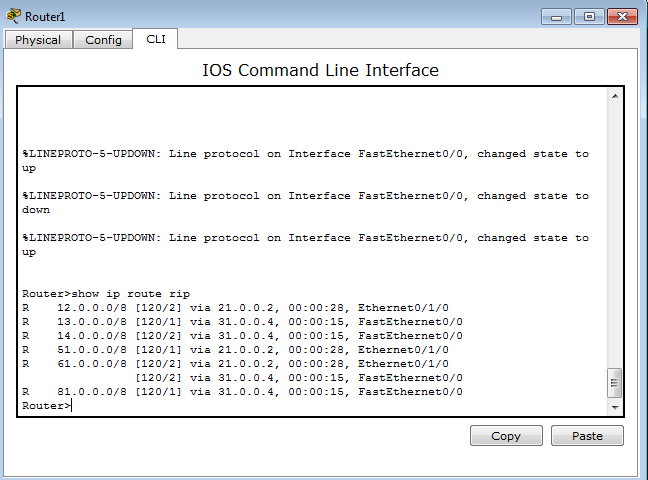 Router1
Physical Config CLI
IOS Command Line Interface
%LINEPROTO-5-UPDOWN: Line protocol on Interface FastEthernet0/0, changed state to
up
%LINEPROTO-5-UPDOWN: Line protocol on Interface FastEthernet0/0, changed state to
down
%LINEPROTO-5-UPDOWN: Line protocol on Interface FastEthernet0/0, changed state to
up
Router>show ip route rip
R    12.0.0.0/8 [120/2] via 21.0.0.2, 00:00:28, Ethernet0/1/0
R    13.0.0.0/8 [120/1] via 31.0.0.4, 00:00:15, FastEthernet0/0
R    14.0.0.0/8 [120/2] via 31.0.0.4, 00:00:15, FastEthernet0/0
R    51.0.0.0/8 [120/1] via 21.0.0.2, 00:00:28, Ethernet0/1/0
R    61.0.0.0/8 [120/2] via 21.0.0.2, 00:00:28, Ethernet0/1/0
                [120/2] via 31.0.0.4, 00:00:15, FastEthernet0/0
R    81.0.0.0/8 [120/1] via 31.0.0.4, 00:00:15, FastEthernet0/0
Router>
Copy Paste